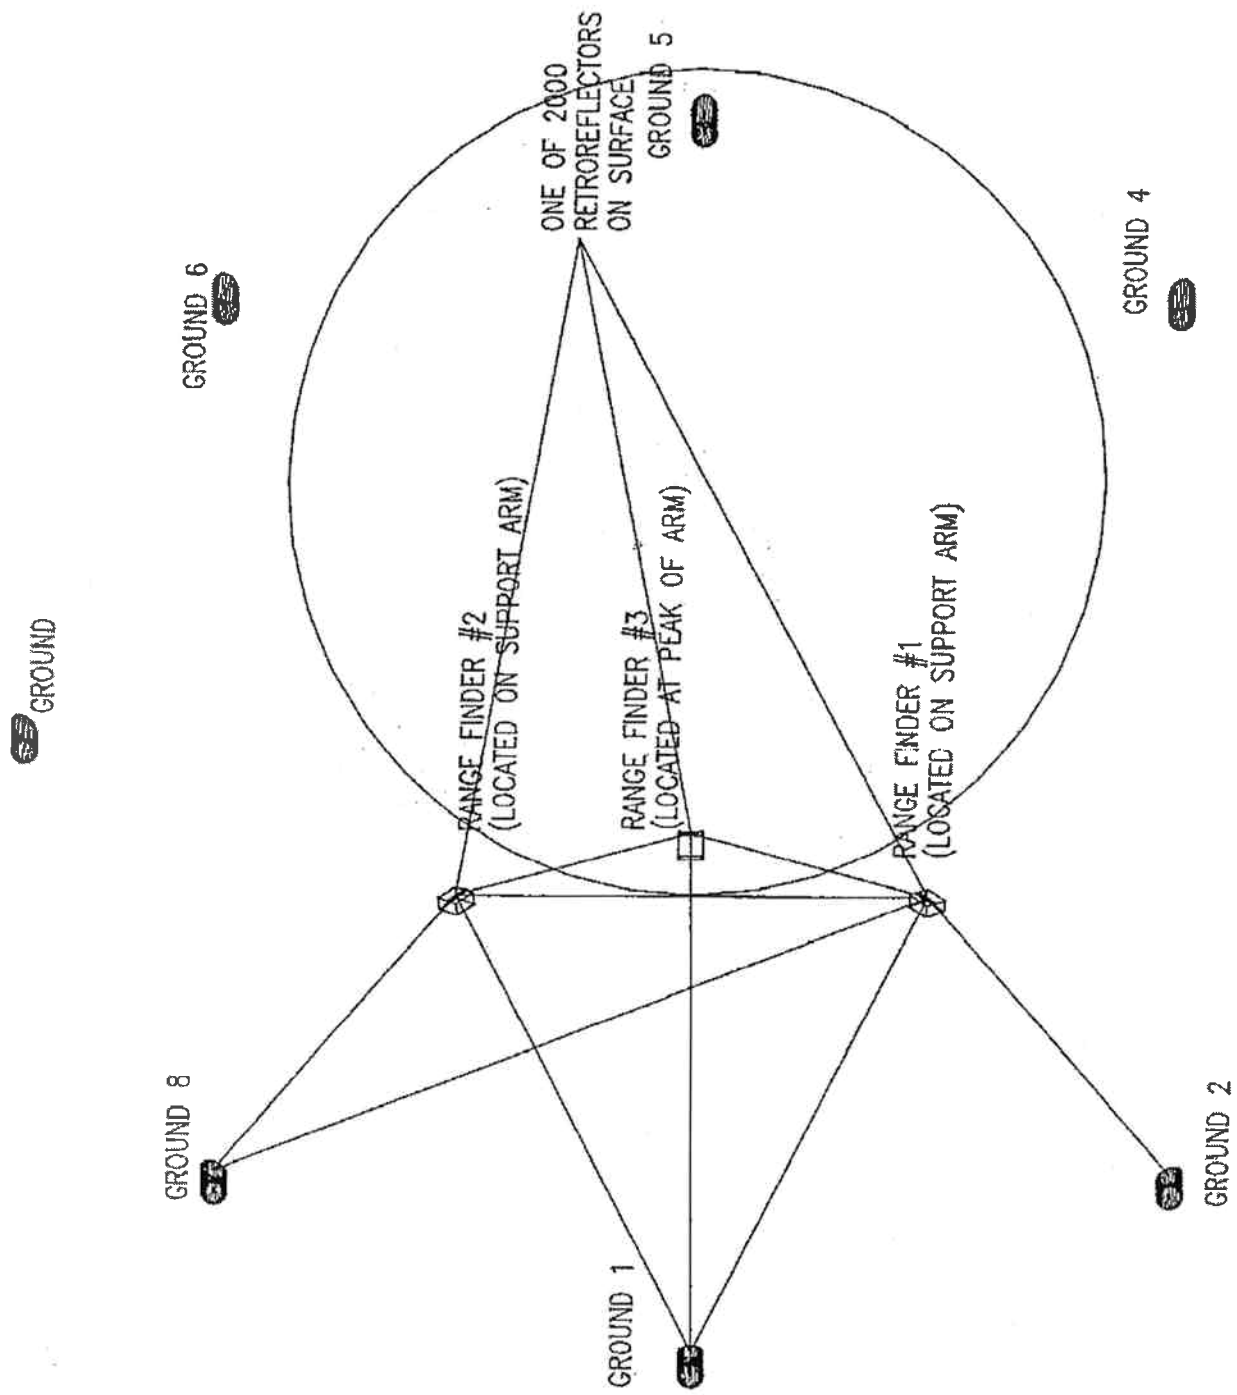 ONE OF 2000
RETROREFLECTORS
ON SURFACE
GROUND 5
GROUND 6
GROUND 4
RANGE FINDER #2
(LOCATED ON SUPPORT ARM)
RANGE FINDER #3
(LOCATED AT PEAK OF ARM)
RANGE FINDER #1
(LOCATED ON SUPPORT ARM)
GROUND
GROUND 8
GROUND 1
GROUND 2